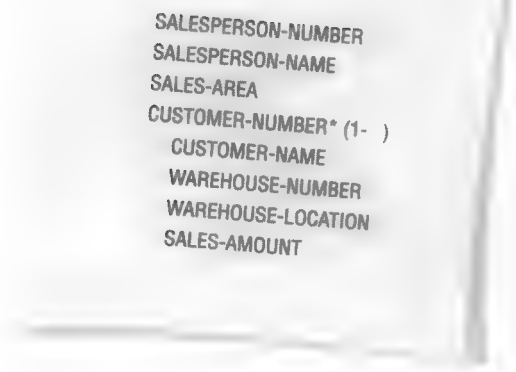 SALESPERSON-NUMBER
SALESPERSON-NAME
SALES-AREA
CUSTOMER-NUMBER* (1- )
CUSTOMER-NAME
WAREHOUSE-NUMBER
WAREHOUSE-LOCATION
SALES-AMOUNT